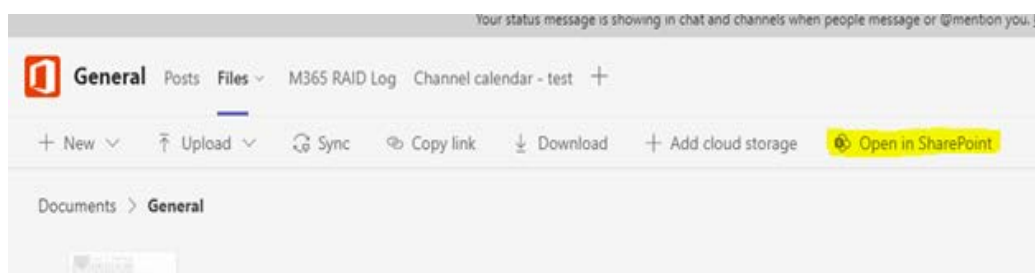 Your status message is showing in chat and channels when people message or @mention you.
General Posts Files M365 RAID Log Channel calendar - test +
+ New Upload Sync Copy link Download + Add cloud storage Open in SharePoint
Documents > General